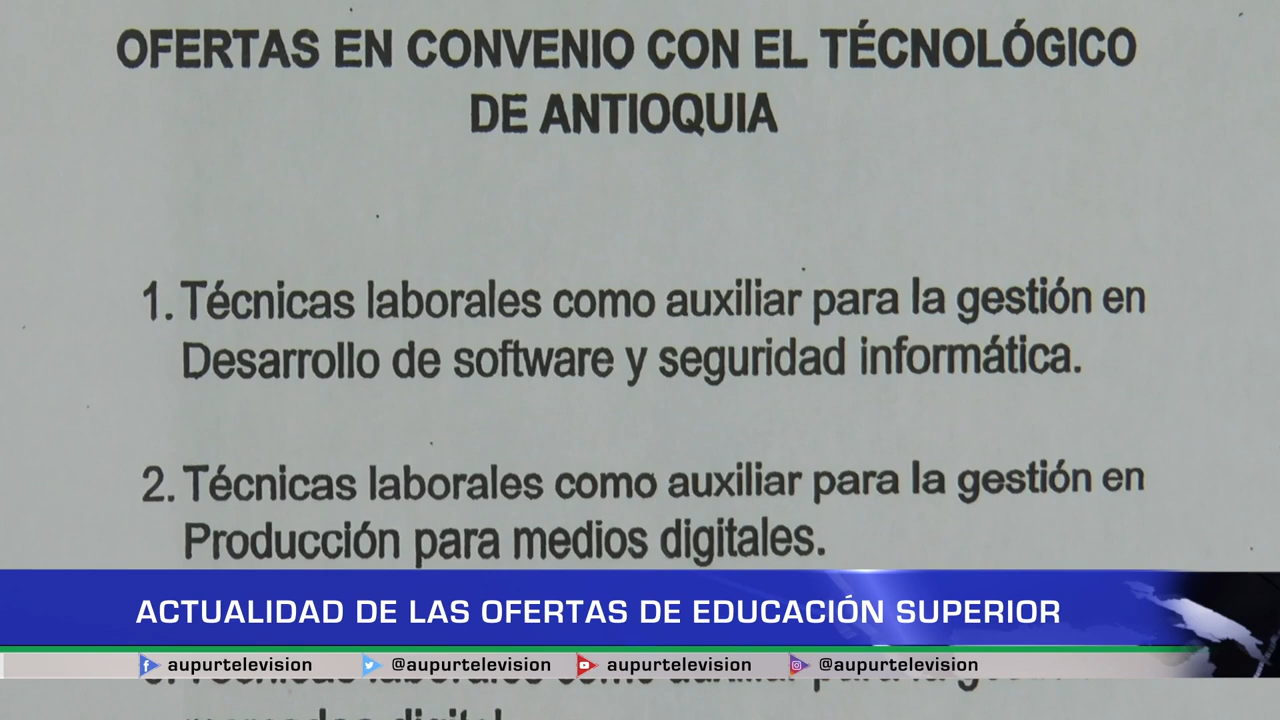 OFERTAS EN CONVENIO CON EL TÉCNOLÓGICO
DE ANTIOQUIA
1. Técnicas laborales como auxiliar para la gestión en
Desarrollo de software y seguridad informática.
2. Técnicas laborales como auxiliar para la gestión en
Producción para medios digitales.
ACTUALIDAD DE LAS OFERTAS DE EDUCACIÓN SUPERIOR
aupurtelevision @aupurtelevision aupurtelevision @aupurtelevision